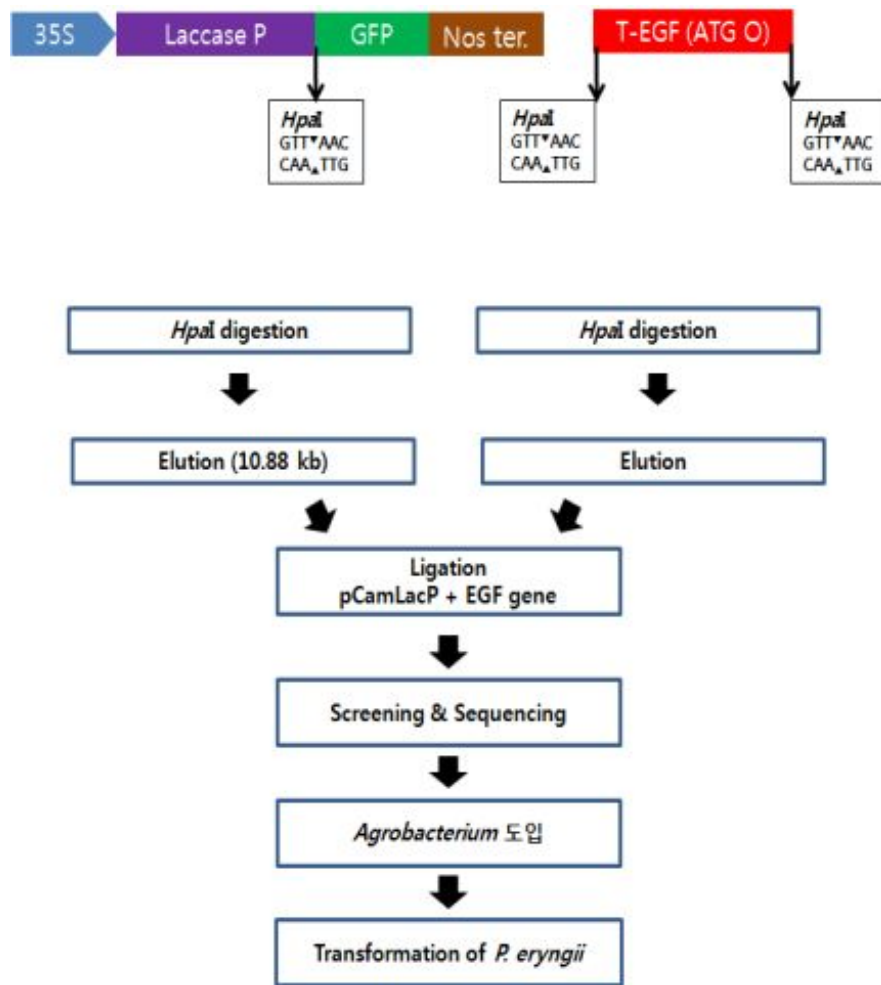 35S Laccase P GFP Nos ter. T-EGF (ATG O)
HpaI HpaI HpaI
GTT▼AAC GTT▼AAC GTT▼AAC
CAA▲TTG CAA▲TTG CAA▲TTG
HpaI digestion HpaI digestion
Elution (10.88 kb) Elution
Ligation
pCamLacP + EGF gene
Screening & Sequencing
Agrobacterium 도입
Transformation of P. eryngii